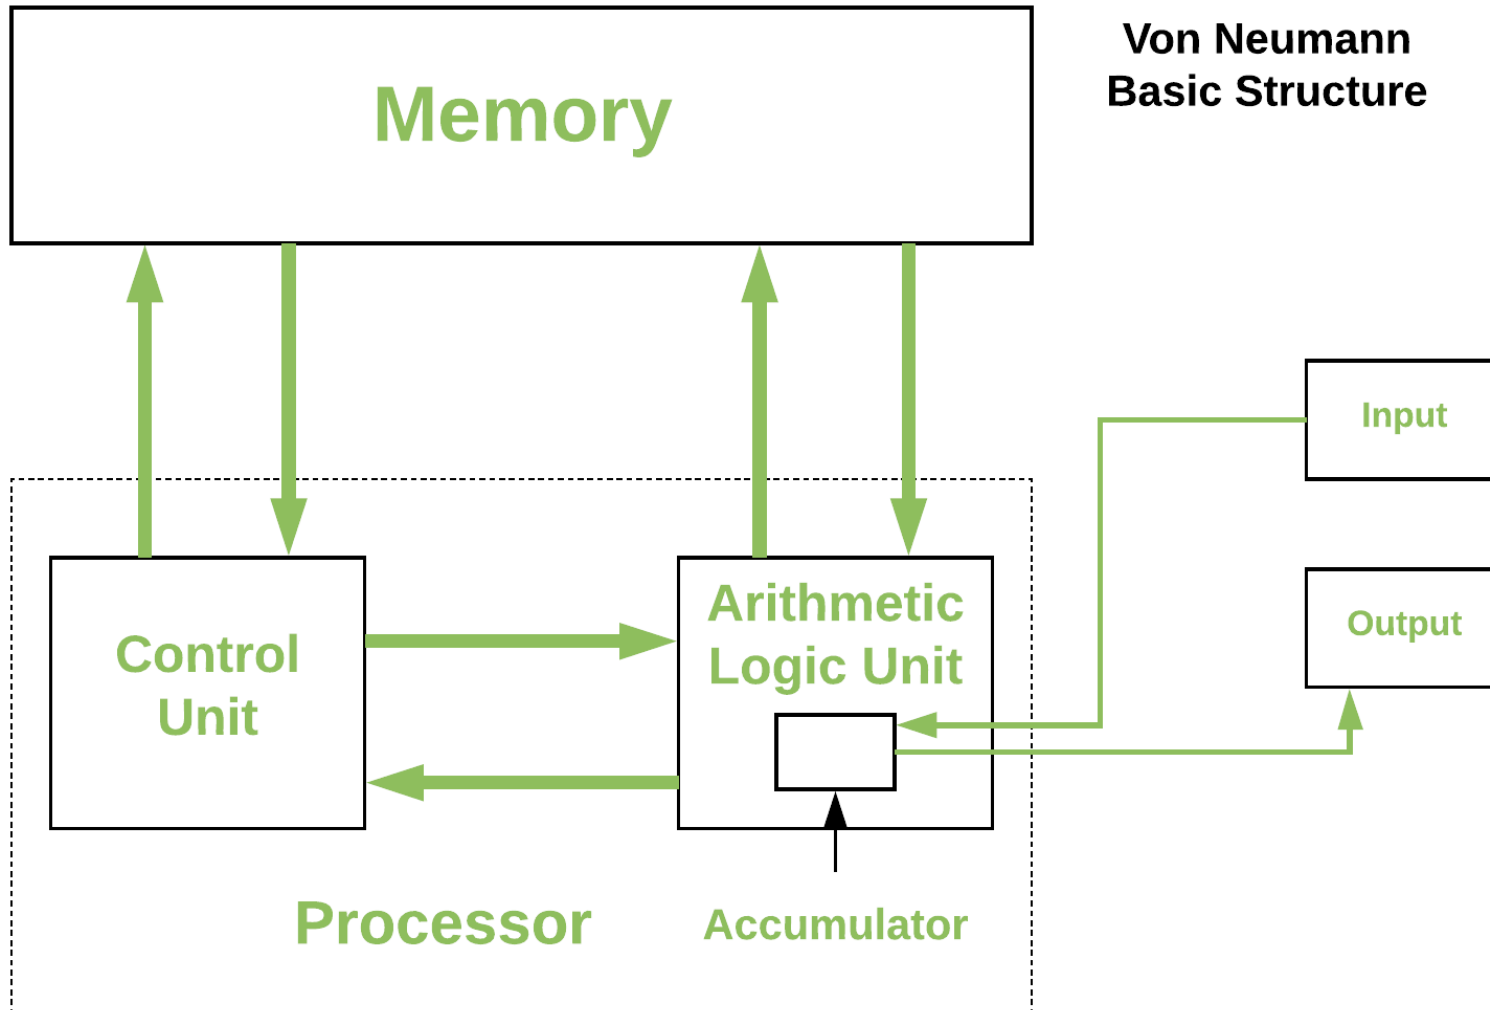 Von Neumann
Basic Structure
Memory
Input
Output
Control
Unit
Arithmetic
Logic Unit
Processor
Accumulator